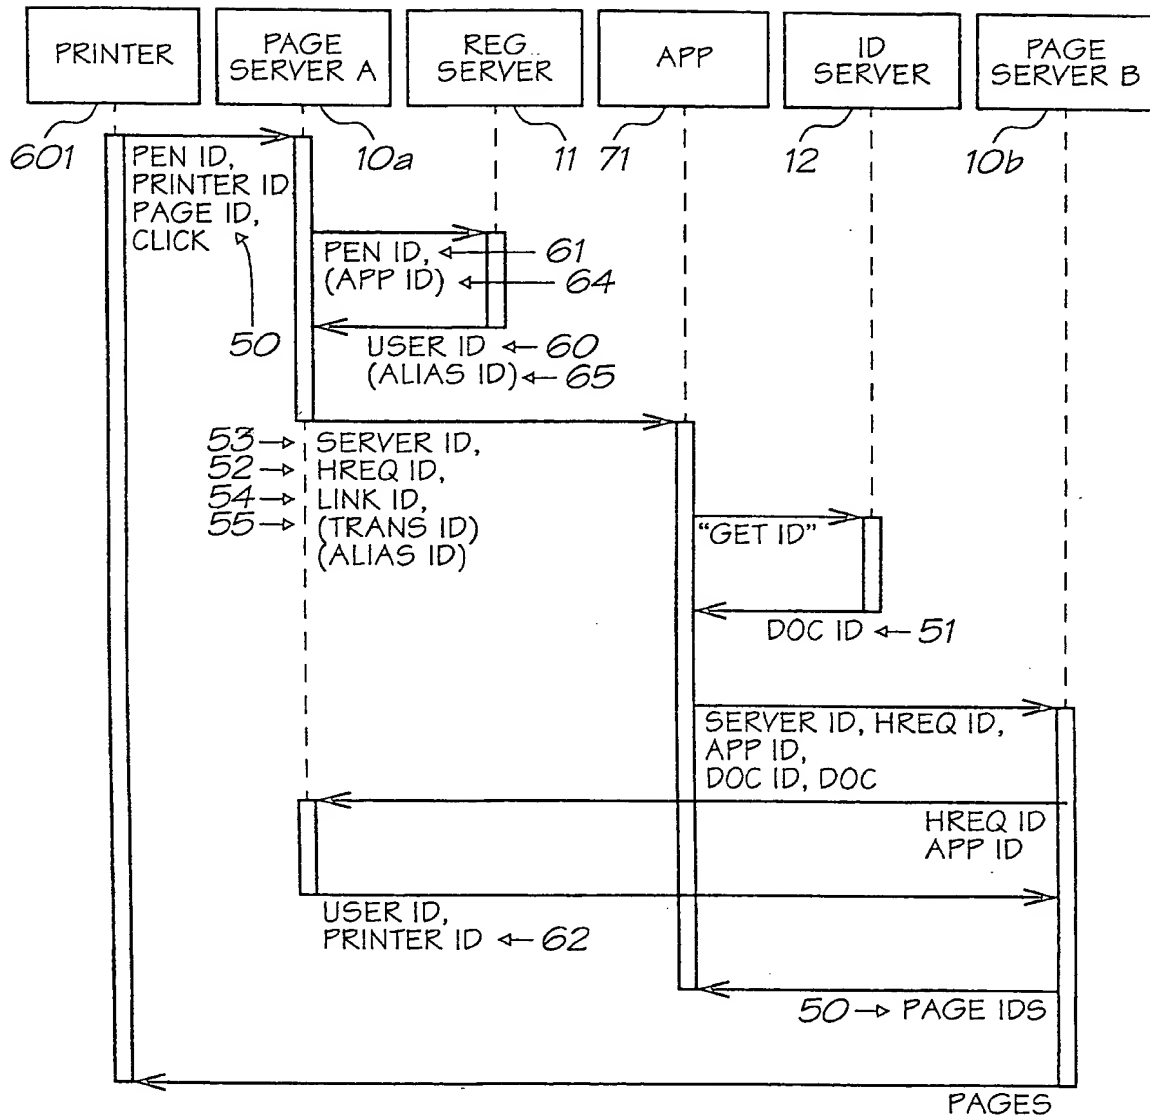 PRINTER
PAGE
SERVER A
REG
SERVER
APP
ID
SERVER
PAGE
SERVER B
601
10a
11
71
12
10b
PEN ID,
PRINTER ID
PAGE ID,
CLICK
50
PEN ID,
61
(APP ID)
64
USER ID
60
(ALIAS ID)
65
53
SERVER ID,
52
HREQ ID,
54
LINK ID,
55
(TRANS ID)
(ALIAS ID)
"GET ID"
DOC ID
51
SERVER ID, HREQ ID,
APP ID,
DOC ID, DOC
HREQ ID
APP ID
USER ID,
PRINTER ID
62
50
PAGE IDS
PAGES